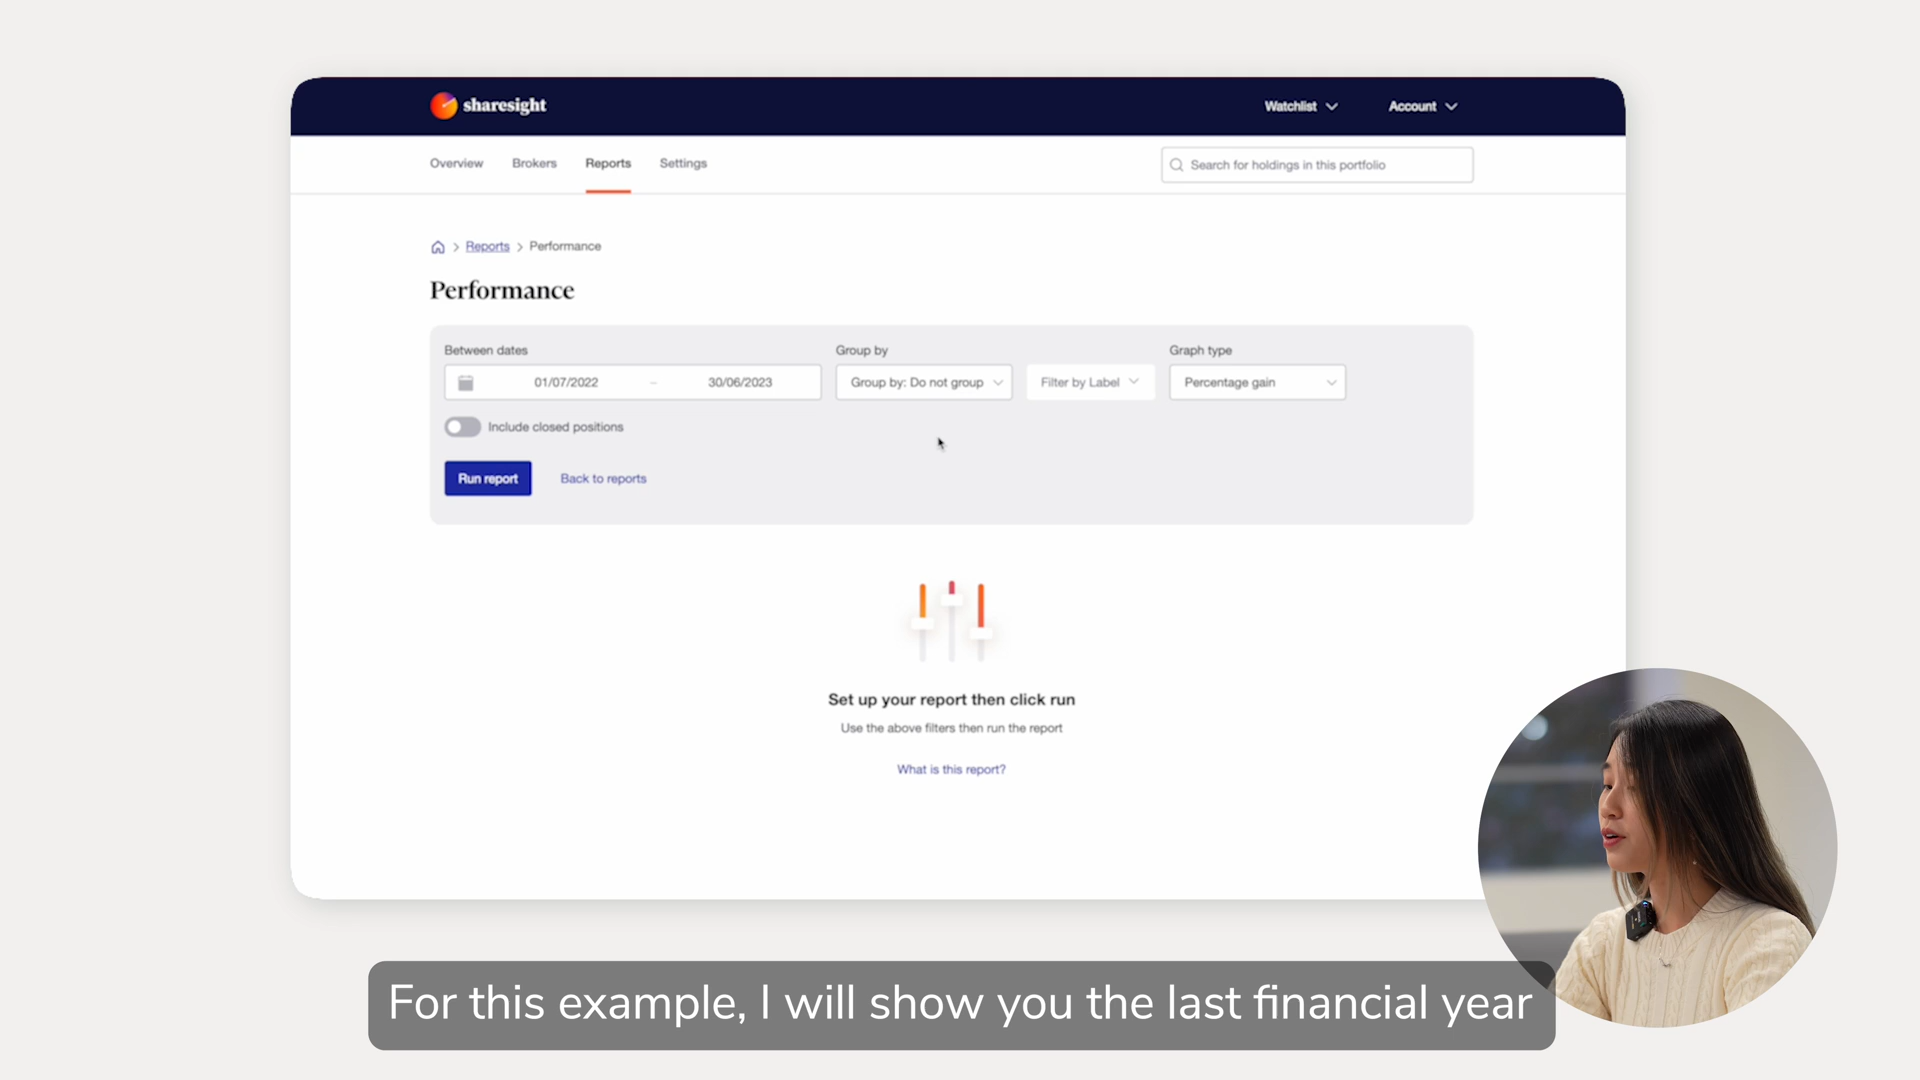 sharesight
Watchlist
Account
Overview
Brokers
Reports
Settings
Search for holdings in this portfolio
Reports
Performance
Performance
Between dates
Group by
Graph type
01/07/2022 – 30/06/2023
Group by: Do not group
Filter by Label
Percentage gain
Include closed positions
Run report
Back to reports
Set up your report then click run
Use the above filters then run the report
What is this report?
For this example, I will show you the last financial year